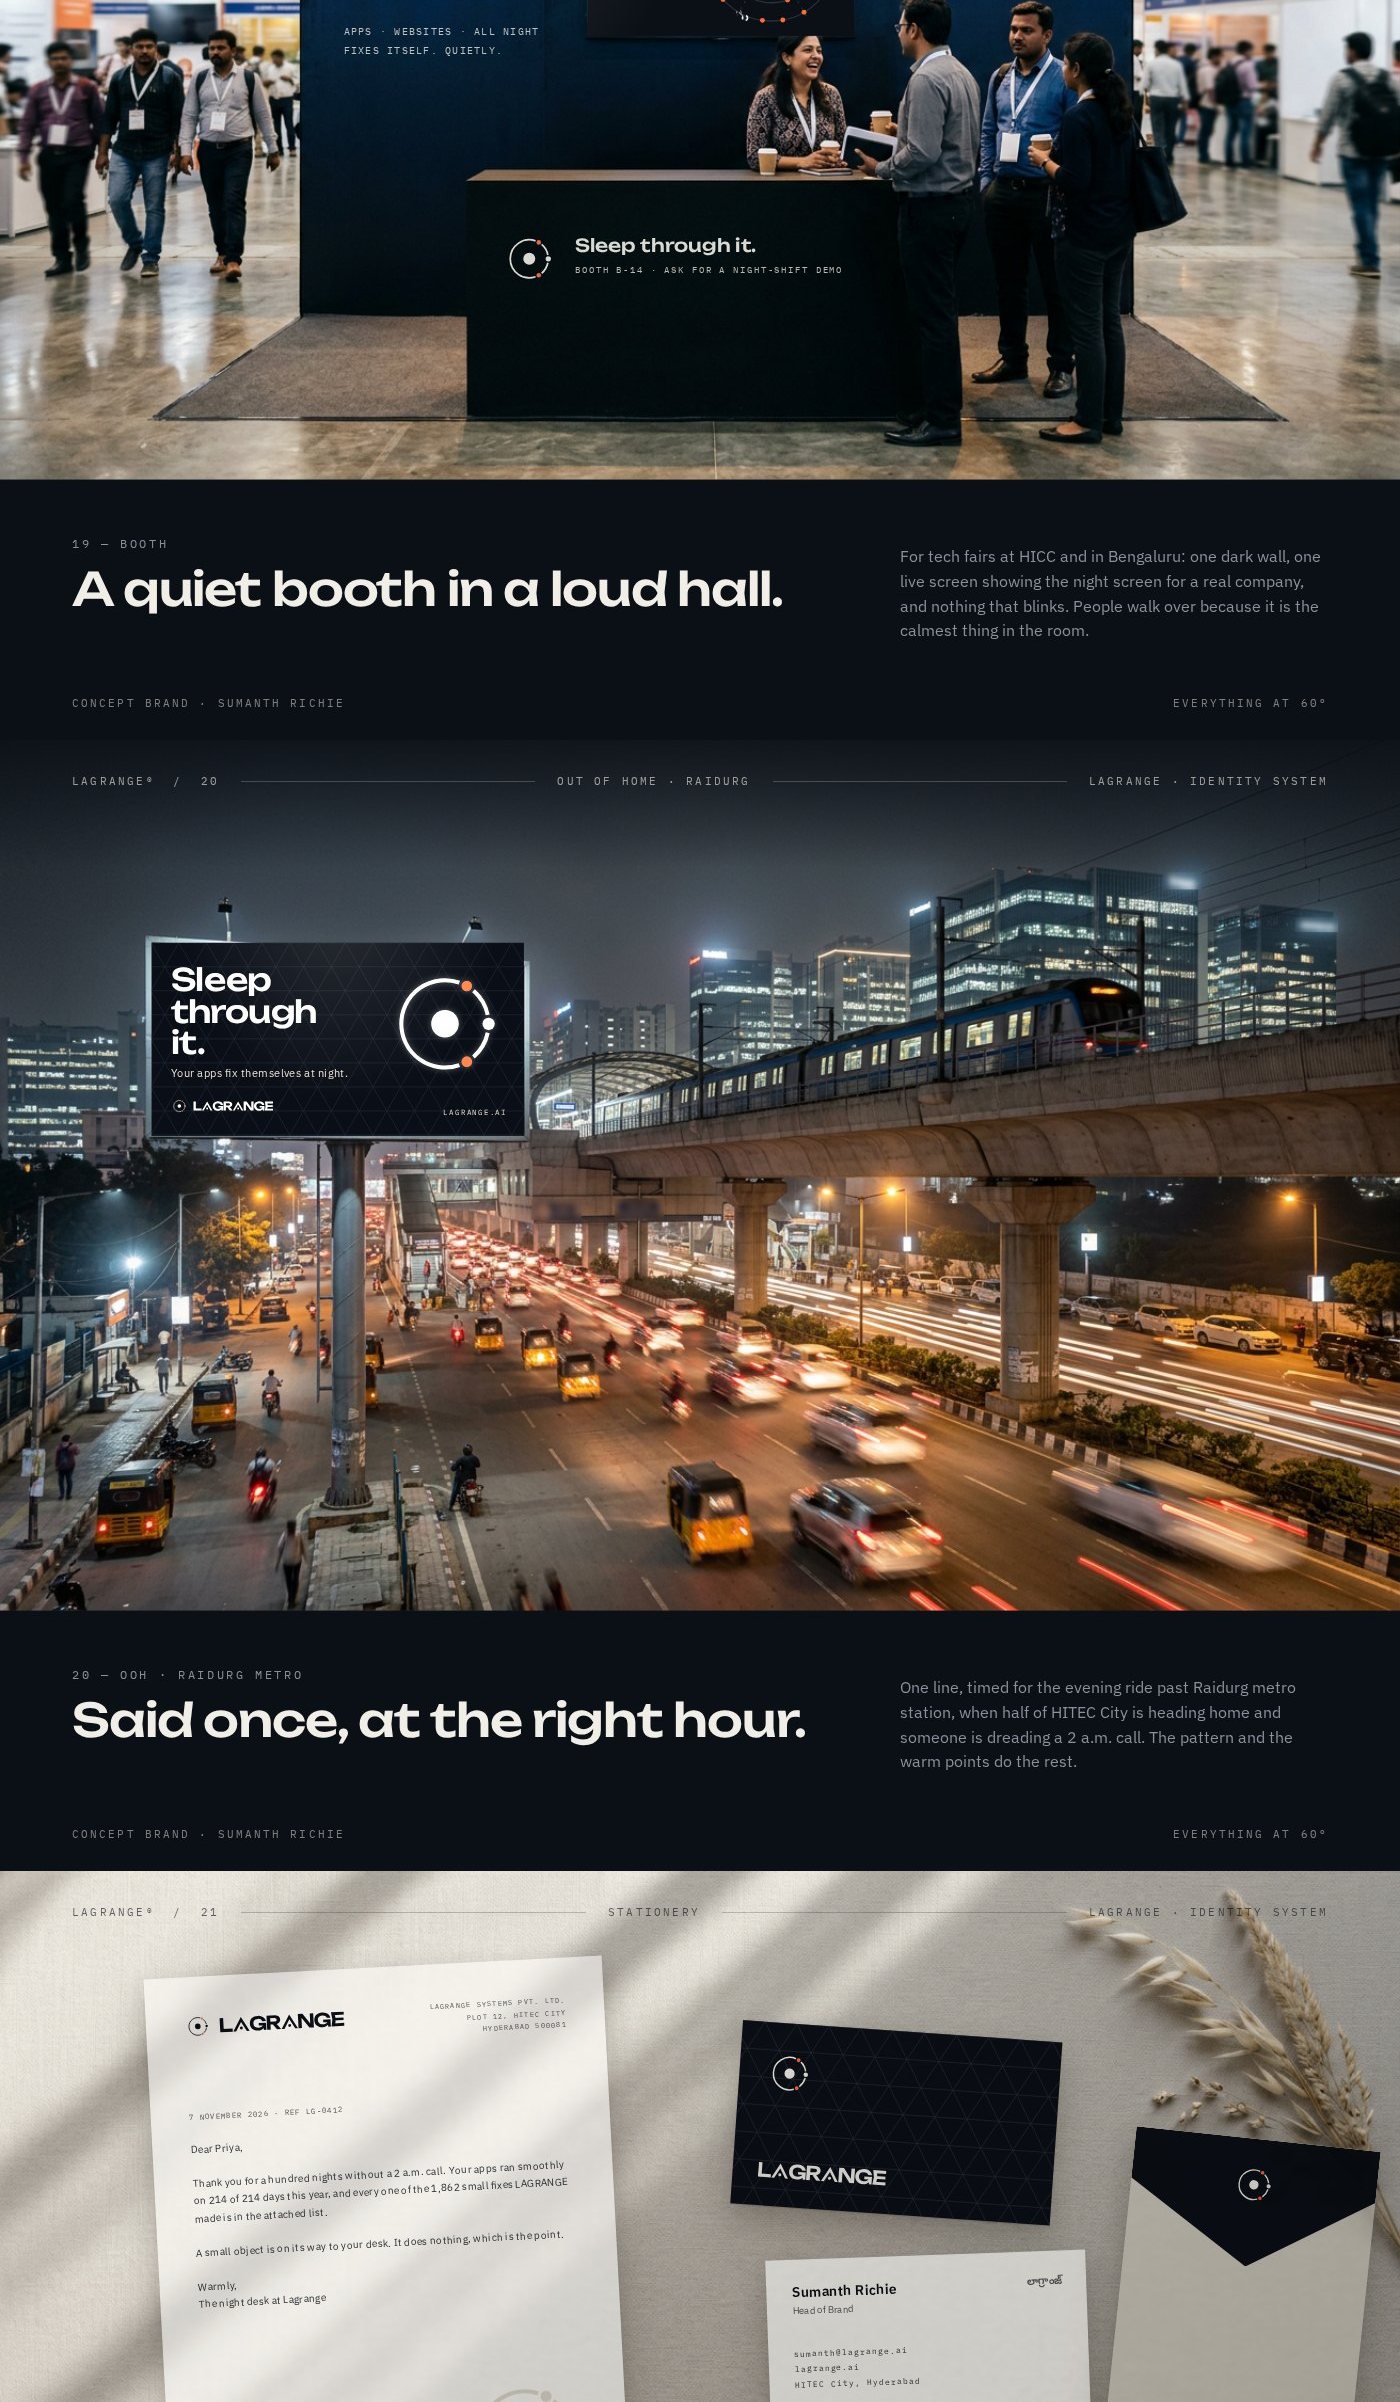 APPS · WEBSITES · ALL NIGHT
FIXES ITSELF. QUIETLY.
Sleep through it.
BOOTH B-14 · ASK FOR A NIGHT-SHIFT DEMO
19 — BOOTH
A quiet booth in a loud hall.
For tech fairs at HICC and in Bengaluru: one dark wall, one
live screen showing the night screen for a real company,
and nothing that blinks. People walk over because it is the
calmest thing in the room.
CONCEPT BRAND · SUMANTH RICHIE
EVERYTHING AT 60°
LAGRANGE® / 20
OUT OF HOME · RAIDURG
LAGRANGE · IDENTITY SYSTEM
Sleep
through
it.
Your apps fix themselves at night.
LAGRANGE
LAGRANGE.AI
20 — OOH · RAIDURG METRO
Said once, at the right hour.
One line, timed for the evening ride past Raidurg metro
station, when half of HITEC City is heading home and
someone is dreading a 2 a.m. call. The pattern and the
warm points do the rest.
CONCEPT BRAND · SUMANTH RICHIE
EVERYTHING AT 60°
LAGRANGE® / 21
STATIONERY
LAGRANGE · IDENTITY SYSTEM
LAGRANGE
LAGRANGE SYSTEMS PVT. LTD.
PLOT 12, HITEC CITY
HYDERABAD 500081
7 NOVEMBER 2026 · REF LG-0412
Dear Priya,
Thank you for a hundred nights without a 2 a.m. call. Your apps ran smoothly
on 214 of 214 days this year, and every one of the 1,862 small fixes LAGRANGE
made is in the attached list.
A small object is on its way to your desk. It does nothing, which is the point.
Warmly,
The night desk at Lagrange
LAGRANGE
Sumanth Richie
లాగ్రాంజ్
Head of Brand
sumanth@lagrange.ai
lagrange.ai
HITEC City, Hyderabad